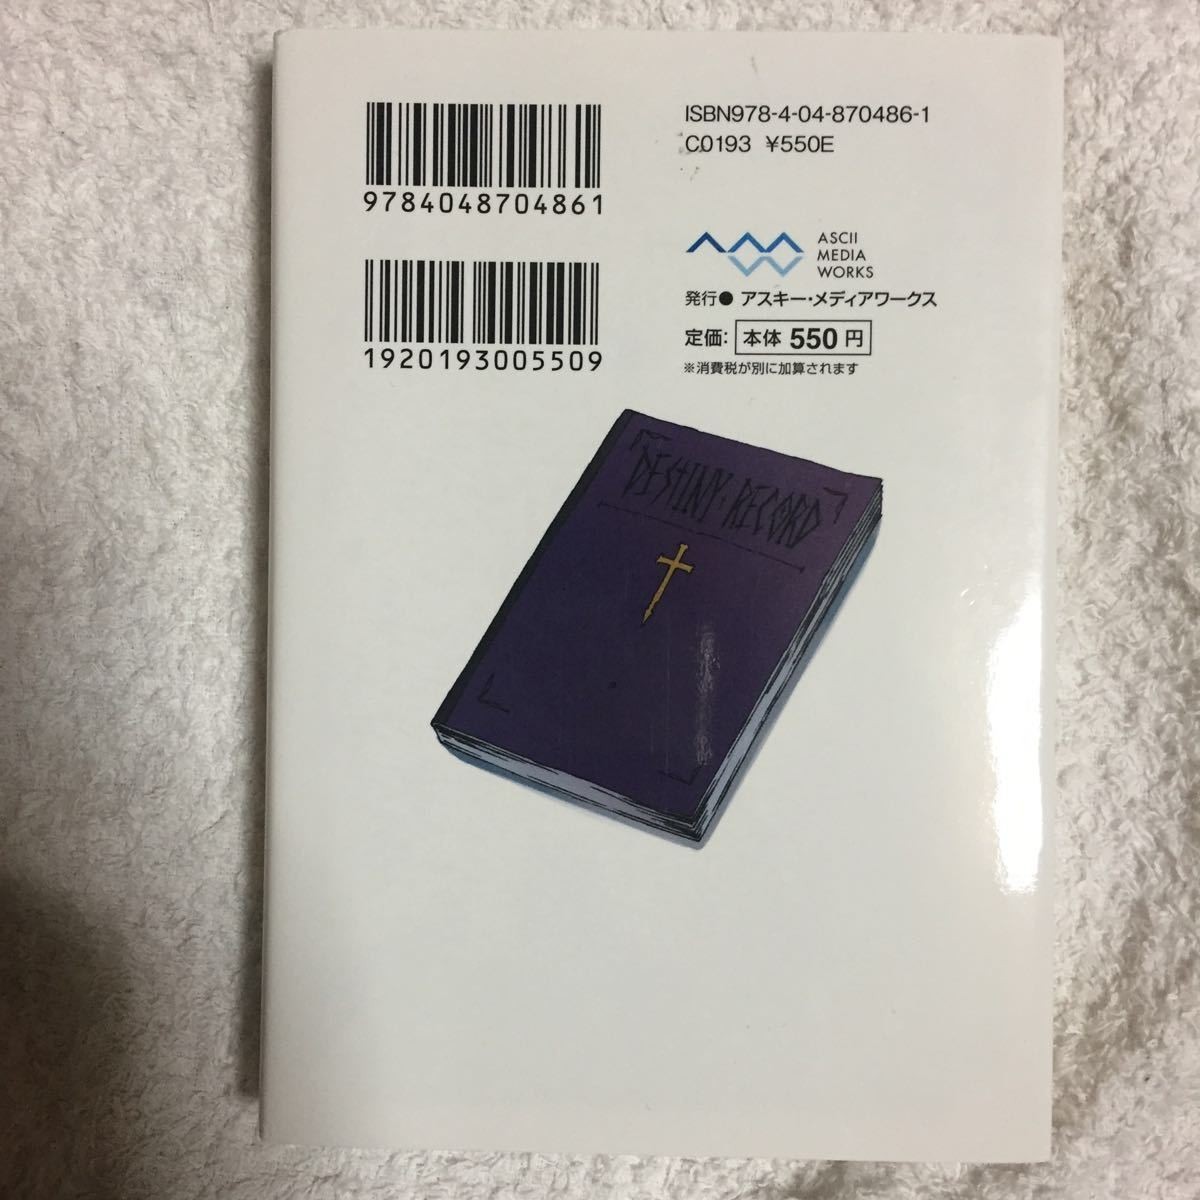 9784048704861
1920193005509
ISBN978-4-04-870486-1
C0193 ¥550E
ASCII
MEDIA
WORKS
発行● アスキー・メディアワークス
定価: 本体 550 円
※消費税が別に加算されます
DESTINY・RECORD